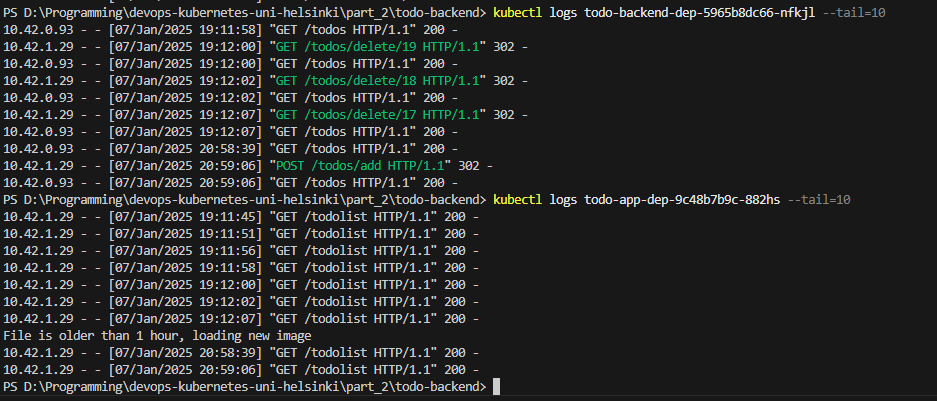 PS D:\Programming\devops-kubernetes-uni-helsinki\part_2\todo-backend> kubectl logs todo-backend-dep-5965b8dc66-nfkjl --tail=10
10.42.0.93 - - [07/Jan/2025 19:11:58] "GET /todos HTTP/1.1" 200 -
10.42.1.29 - - [07/Jan/2025 19:12:00] "GET /todos/delete/19 HTTP/1.1" 302 -
10.42.0.93 - - [07/Jan/2025 19:12:00] "GET /todos HTTP/1.1" 200 -
10.42.1.29 - - [07/Jan/2025 19:12:02] "GET /todos/delete/18 HTTP/1.1" 302 -
10.42.0.93 - - [07/Jan/2025 19:12:02] "GET /todos HTTP/1.1" 200 -
10.42.1.29 - - [07/Jan/2025 19:12:07] "GET /todos/delete/17 HTTP/1.1" 302 -
10.42.0.93 - - [07/Jan/2025 19:12:07] "GET /todos HTTP/1.1" 200 -
10.42.0.93 - - [07/Jan/2025 20:58:39] "GET /todos HTTP/1.1" 200 -
10.42.1.29 - - [07/Jan/2025 20:59:06] "POST /todos/add HTTP/1.1" 302 -
10.42.0.93 - - [07/Jan/2025 20:59:06] "GET /todos HTTP/1.1" 200 -
PS D:\Programming\devops-kubernetes-uni-helsinki\part_2\todo-backend> kubectl logs todo-app-dep-9c48b7b9c-882hs --tail=10
10.42.1.29 - - [07/Jan/2025 19:11:45] "GET /todolist HTTP/1.1" 200 -
10.42.1.29 - - [07/Jan/2025 19:11:51] "GET /todolist HTTP/1.1" 200 -
10.42.1.29 - - [07/Jan/2025 19:11:56] "GET /todolist HTTP/1.1" 200 -
10.42.1.29 - - [07/Jan/2025 19:11:58] "GET /todolist HTTP/1.1" 200 -
10.42.1.29 - - [07/Jan/2025 19:12:00] "GET /todolist HTTP/1.1" 200 -
10.42.1.29 - - [07/Jan/2025 19:12:02] "GET /todolist HTTP/1.1" 200 -
10.42.1.29 - - [07/Jan/2025 19:12:07] "GET /todolist HTTP/1.1" 200 -
File is older than 1 hour, loading new image
10.42.1.29 - - [07/Jan/2025 20:58:39] "GET /todolist HTTP/1.1" 200 -
10.42.1.29 - - [07/Jan/2025 20:59:06] "GET /todolist HTTP/1.1" 200 -
PS D:\Programming\devops-kubernetes-uni-helsinki\part_2\todo-backend>